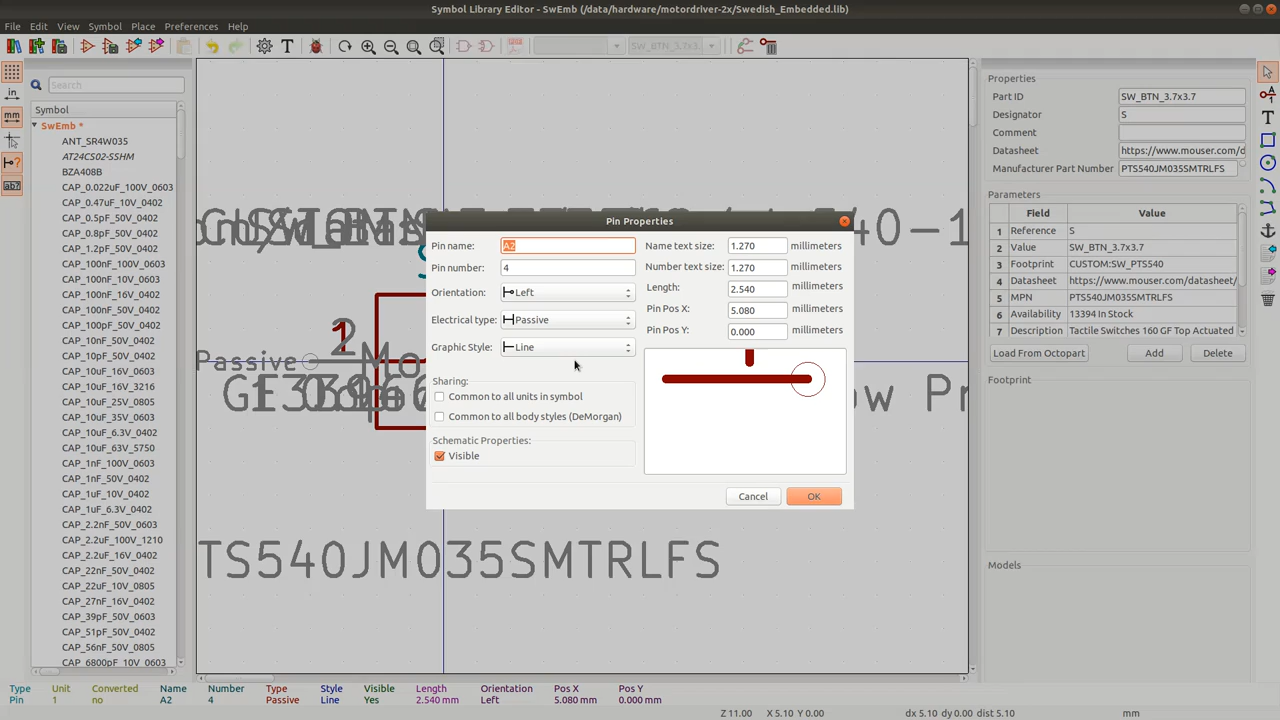 Symbol Library Editor - SwEmb (/data/hardware/motordriver-2x/Swedish_Embedded.lib)
File Edit View Symbol Place Preferences Help
SW_BTN_3.7x3.
Search
in
mm
Symbol
SwEmb *
ANT_SR4W035
AT24CS02-SSHM
BZA408B
CAP_0.022uF_100V_0603
CAP_0.47uF_10V_0402
CAP_0.5pF_50V_0402
CAP_0.8pF_50V_0402
CAP_1.2pF_50V_0402
CAP_100nF_100V_0603
CAP_100nF_16V_0402
CAP_100nF_50V_0402
CAP_100pF_50V_0402
CAP_100pF_50V_0402
CAP_10uF_16V_0402
CAP_10uF_16V_3216
CAP_10uF_35V_0603
CAP_10uF_6.3V_0402
CAP_10uF_63V_5750
CAP_1nF_100V_0603
CAP_1nF_50V_0402
CAP_1uF_10V_0402
CAP_1uF_6.3V_0402
CAP_2.2nF_50V_0603
CAP_2.2uF_100V_1210
CAP_2.2uF_16V_0402
CAP_22nF_50V_0402
CAP_22uF_10V_0805
CAP_27nF_16V_0402
CAP_39pF_50V_0603
CAP_51pF_50V_0402
CAP_56nF_50V_0805
CAP_6800pF_10V_0603
Passive
TS540JM035SMTRLFS
Pin Properties
Pin name: A2
Pin number: 4
Orientation: Left
Electrical type: Passive
Graphic Style: Line
Sharing:
Common to all units in symbol
Common to all body styles (DeMorgan)
Schematic Properties:
Visible
Name text size: 1.270 millimeters
Number text size: 1.270 millimeters
Length: 2.540 millimeters
Pin Pos X: 5.080 millimeters
Pin Pos Y: 0.000 millimeters
Cancel OK
Properties
Part ID SW_BTN_3.7x3.7
Designator S
Comment
Datasheet https://www.mouser.com/d
Manufacturer Part Number PTS540JM035SMTRLFS
Parameters
Field Value
1 Reference S
2 Value SW_BTN_3.7x3.7
3 Footprint CUSTOM:SW_PTS540
4 Datasheet https://www.mouser.com/datasheet/
5 MPN PTS540JM035SMTRLFS
6 Availability 13394 In Stock
7 Description Tactile Switches 160 GF Top Actuated
Load From Octopart Add Delete
Footprint
Models
Type Unit Converted Name Number Type Style Visible Length Orientation Pos X Pos Y
Pin 1 no A2 4 Passive Line Yes 2.540 mm Left 5.080 mm 0.000 mm
Z 11.00 X 5.10 Y 0.00 dx 5.10 dy 0.00 dist 5.10 mm